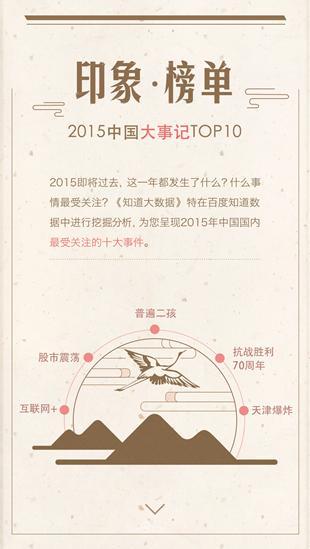 印象·榜单
2015中国大事记TOP10
2015即将过去，这一年都发生了什么？什么事
情最受关注？《知道大数据》特在百度知道数
据中进行挖掘分析，为您呈现2015年中国国内
最受关注的十大事件。
普遍二孩
股市震荡
抗战胜利
70周年
互联网+
天津爆炸